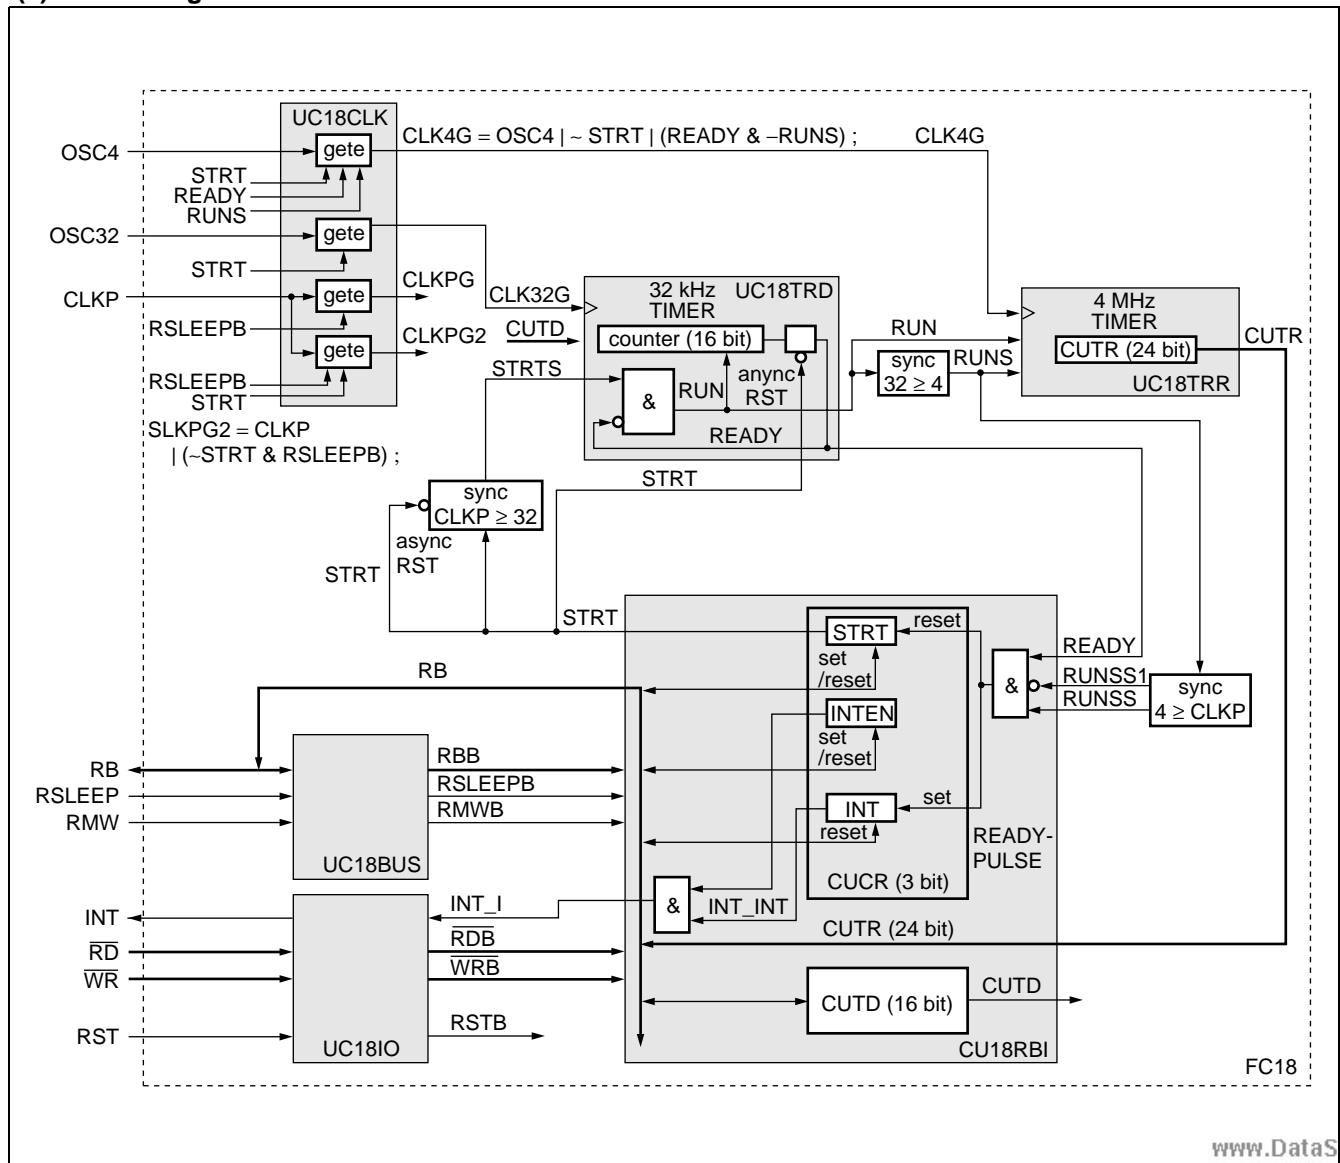 UC18CLK
CLK4G = OSC4 | ~ STRT | (READY & –RUNS) ;
CLK4G
OSC4
gete
STRT
READY
RUNS
OSC32
gete
STRT
CLKP
gete
CLKPG
RSLEEPB
gete
CLKPG2
RSLEEPB
STRT
SLKPG2 = CLKP
| (~STRT & RSLEEPB) ;
CLK32G
CUTD
STRTS
32 kHz
TIMER
UC18TRD
counter (16 bit)
&
RUN
anync
RST
READY
RUN
sync
32 ≥ 4
RUNS
4 MHz
TIMER
CUTR (24 bit)
UC18TRR
CUTR
STRT
sync
CLKP ≥ 32
async
RST
STRT
STRT
STRT
reset
set
/reset
INTEN
set
/reset
INT
set
reset
CUCR (3 bit)
READY-
PULSE
&
READY
RUNSS1
RUNSS
sync
4 ≥ CLKP
RB
RB
RSLEEP
RMW
UC18BUS
RBB
RSLEEPB
RMWB
INT
RD
WR
RST
UC18IO
INT_I
RDB
WRB
RSTB
&
INT_INT
CUTR (24 bit)
CUTD (16 bit)
CUTD
CU18RBI
FC18
www.DataS